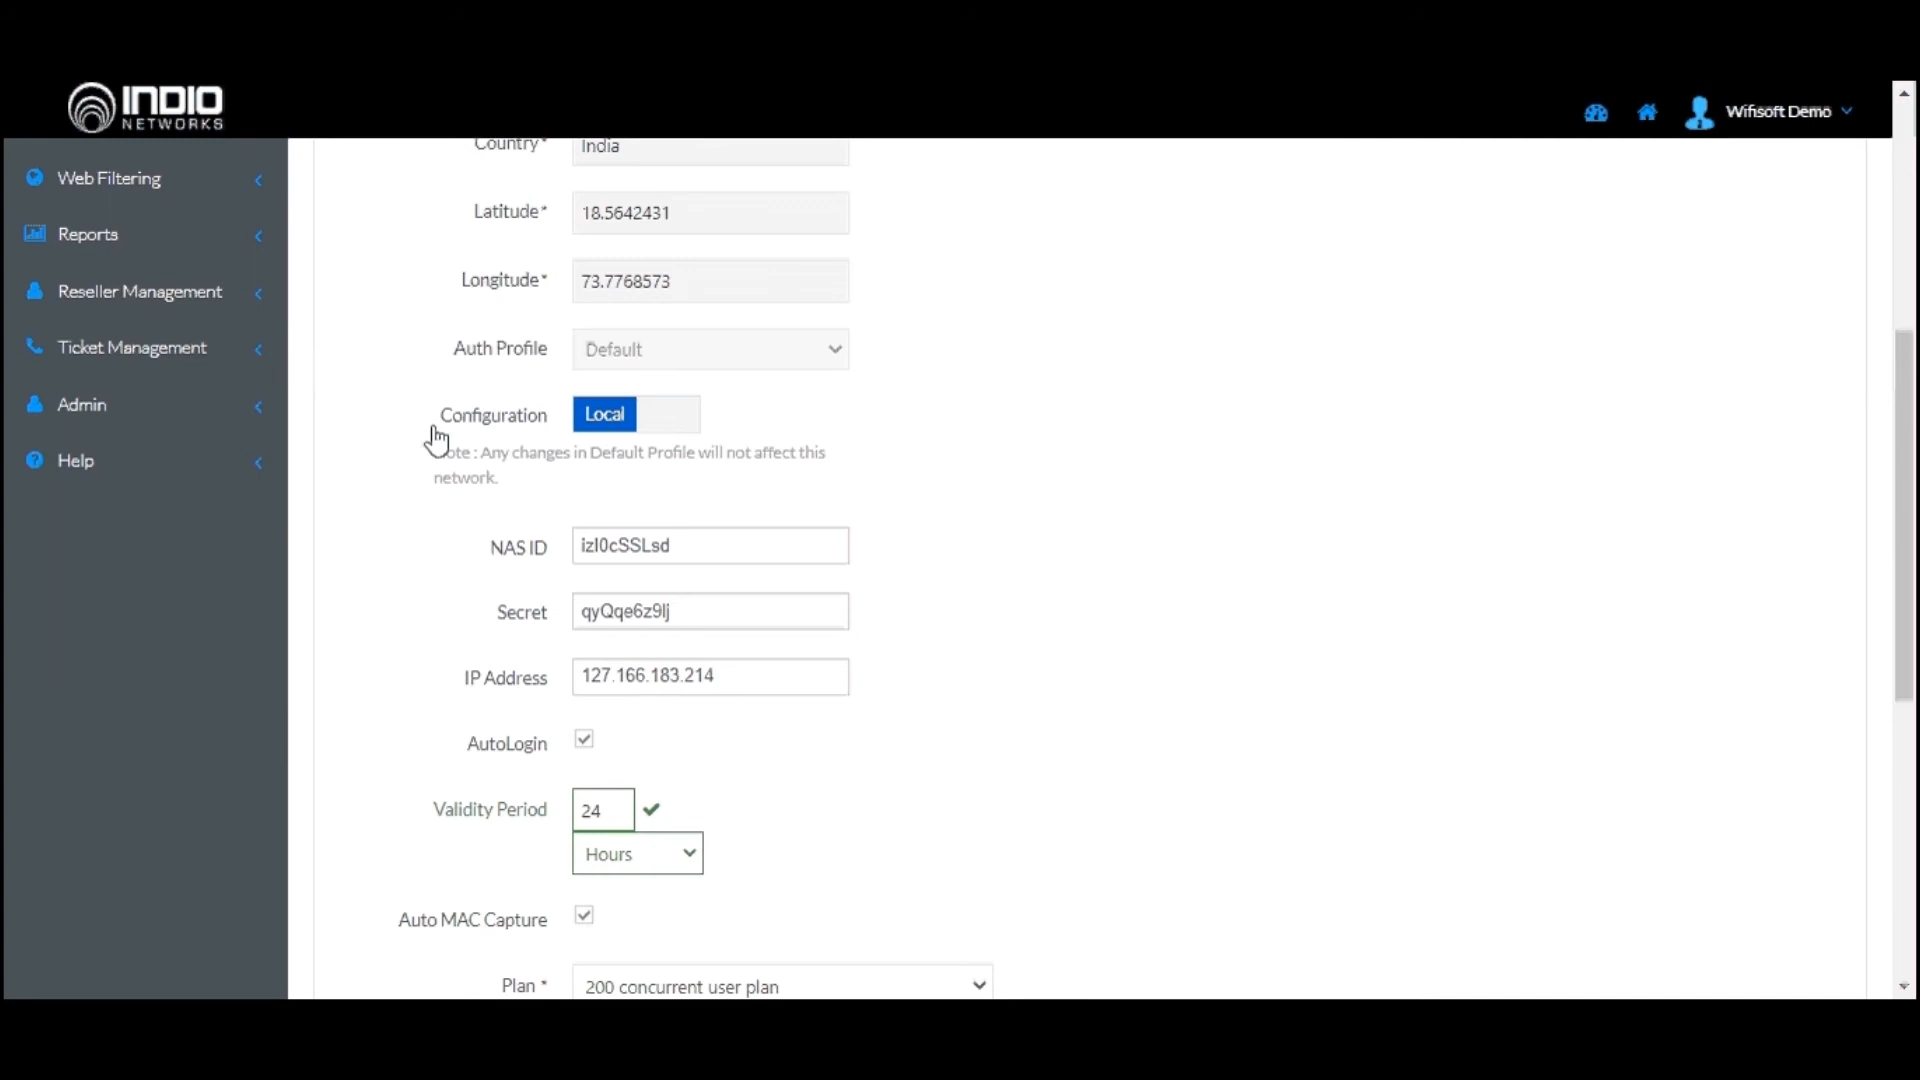 INDIO
NETWORKS
Wifisoft Demo
Web Filtering
Reports
Reseller Management
Ticket Management
Admin
Help
Country* India
Latitude* 18.5642431
Longitude* 73.7768573
Auth Profile Default
Configuration Local
ote : Any changes in Default Profile will not affect this
network.
NAS ID izI0cSSLsd
Secret qyQqe6z9lj
IP Address 127.166.183.214
AutoLogin
Validity Period 24
Hours
Auto MAC Capture
Plan * 200 concurrent user plan